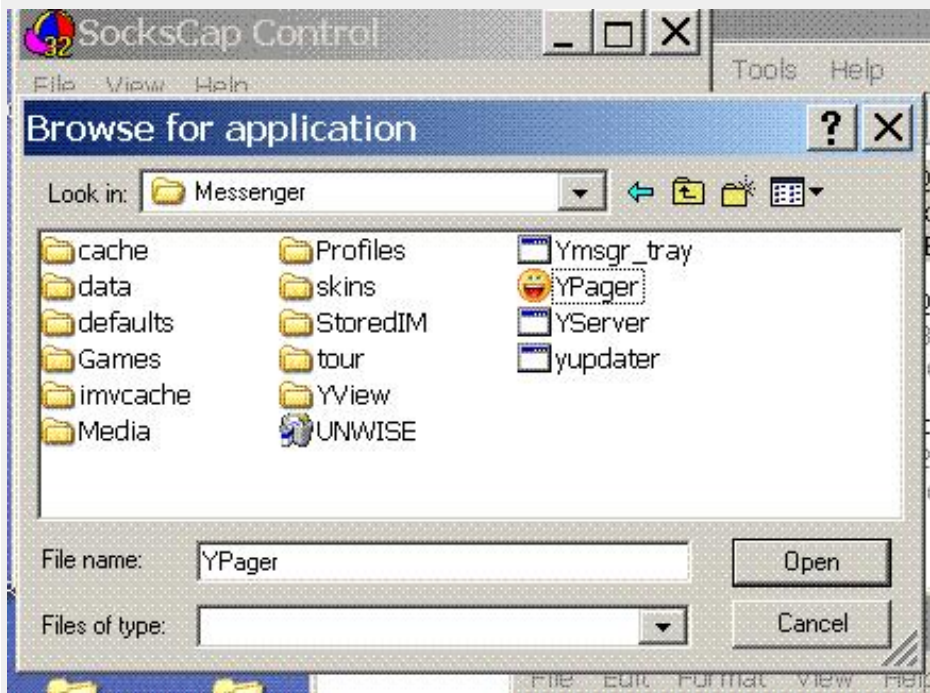 32 SocksCap Control
File View Help
Tools Help
Browse for application
Look in: Messenger
cache Profiles Ymsgr_tray
data skins YPager
defaults StoredIM YServer
Games tour yupdater
imvcache YView
Media UNWISE
File name: YPager Open
Files of type: Cancel
File Edit Format View Help